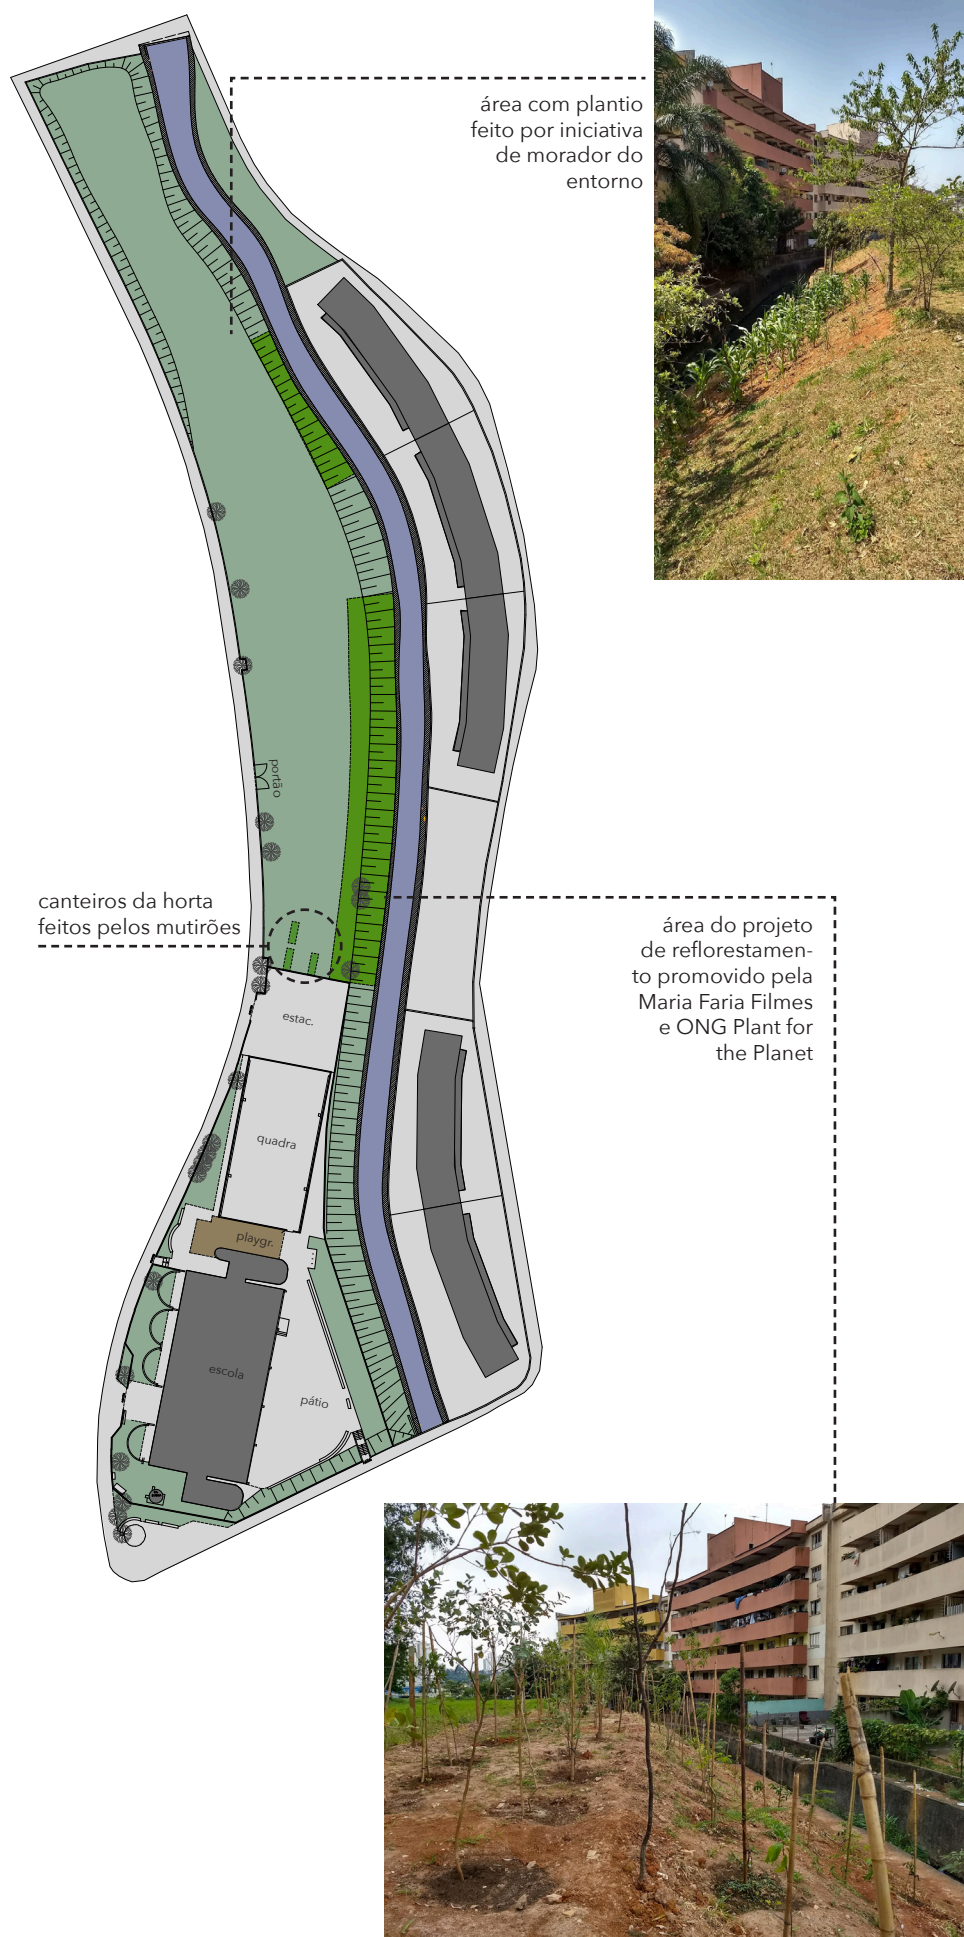 área com plantio
feito por iniciativa
de morador do
entorno
portão
canteiros da horta
feitos pelos mutirões
área do projeto
de reflorestamen-
to promovido pela
Maria Faria Filmes
e ONG Plant for
the Planet
estac.
quadra
playgr.
escola
pátio